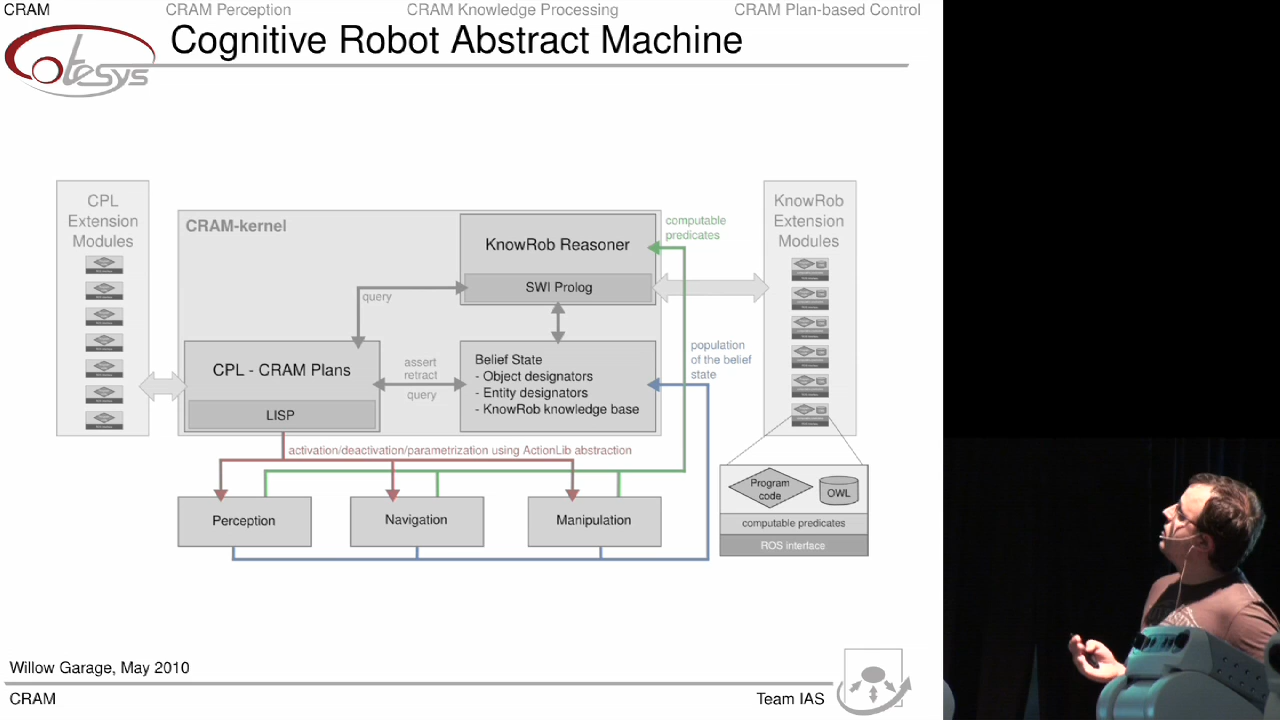 CRAM
CRAM Perception
CRAM Knowledge Processing
CRAM Plan-based Control
Cotesys
Cognitive Robot Abstract Machine
CPL
Extension
Modules
CRAM-kernel
KnowRob Reasoner
SWI Prolog
computable
predicates
KnowRob
Extension
Modules
query
CPL - CRAM Plans
LISP
assert
retract
query
Belief State
- Object designators
- Entity designators
- KnowRob knowledge base
population
of the belief
state
activation/deactivation/parametrization using ActionLib abstraction
Perception
Navigation
Manipulation
Program
code
OWL
computable predicates
ROS interface
Willow Garage, May 2010
CRAM
Team IAS